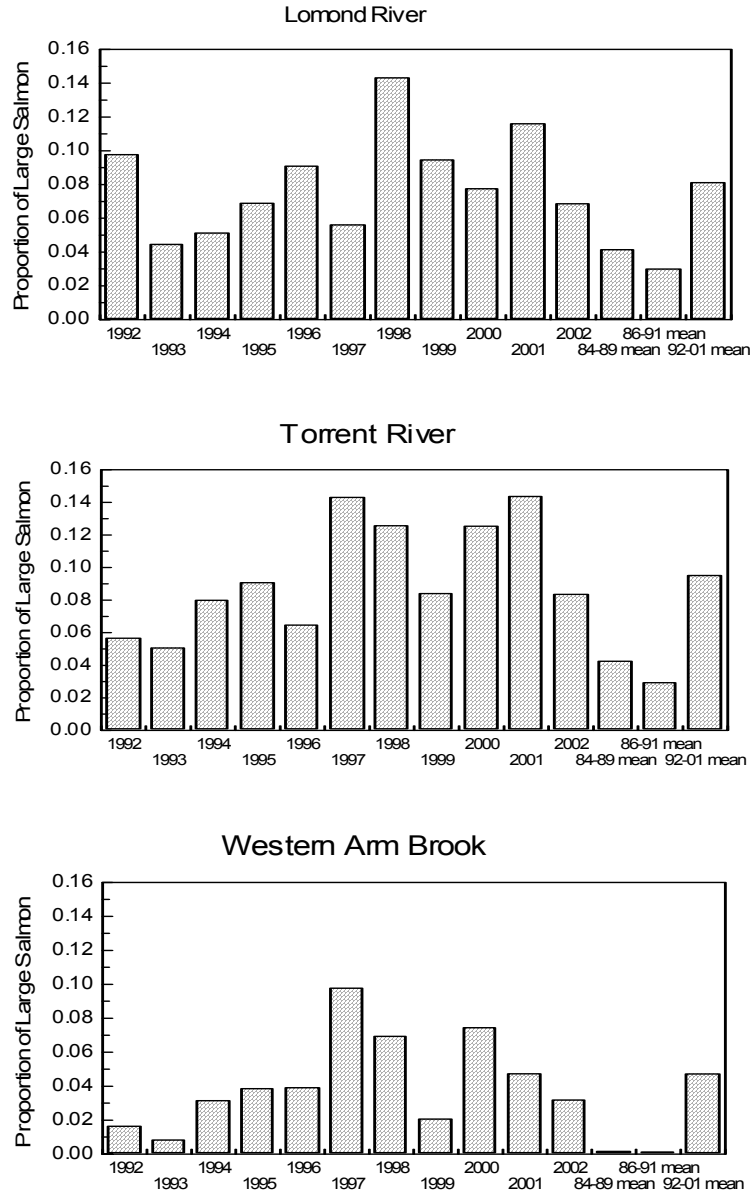 Lomond River
Proportion of Large Salmon
0.16
0.14
0.12
0.10
0.08
0.06
0.04
0.02
0.00
1992 1994 1996 1998 2000 2002 86-91 mean
1993 1995 1997 1999 2001 84-89 mean 92-01 mean
Torrent River
Proportion of Large Salmon
0.16
0.14
0.12
0.10
0.08
0.06
0.04
0.02
0.00
1992 1994 1996 1998 2000 2002 86-91 mean
1993 1995 1997 1999 2001 84-89 mean 92-01 mean
Western Arm Brook
Proportion of Large Salmon
0.16
0.14
0.12
0.10
0.08
0.06
0.04
0.02
0.00
1992 1994 1996 1998 2000 2002 86-91 mean
1993 1995 1997 1999 2001 84-89 mean 92-01 mean